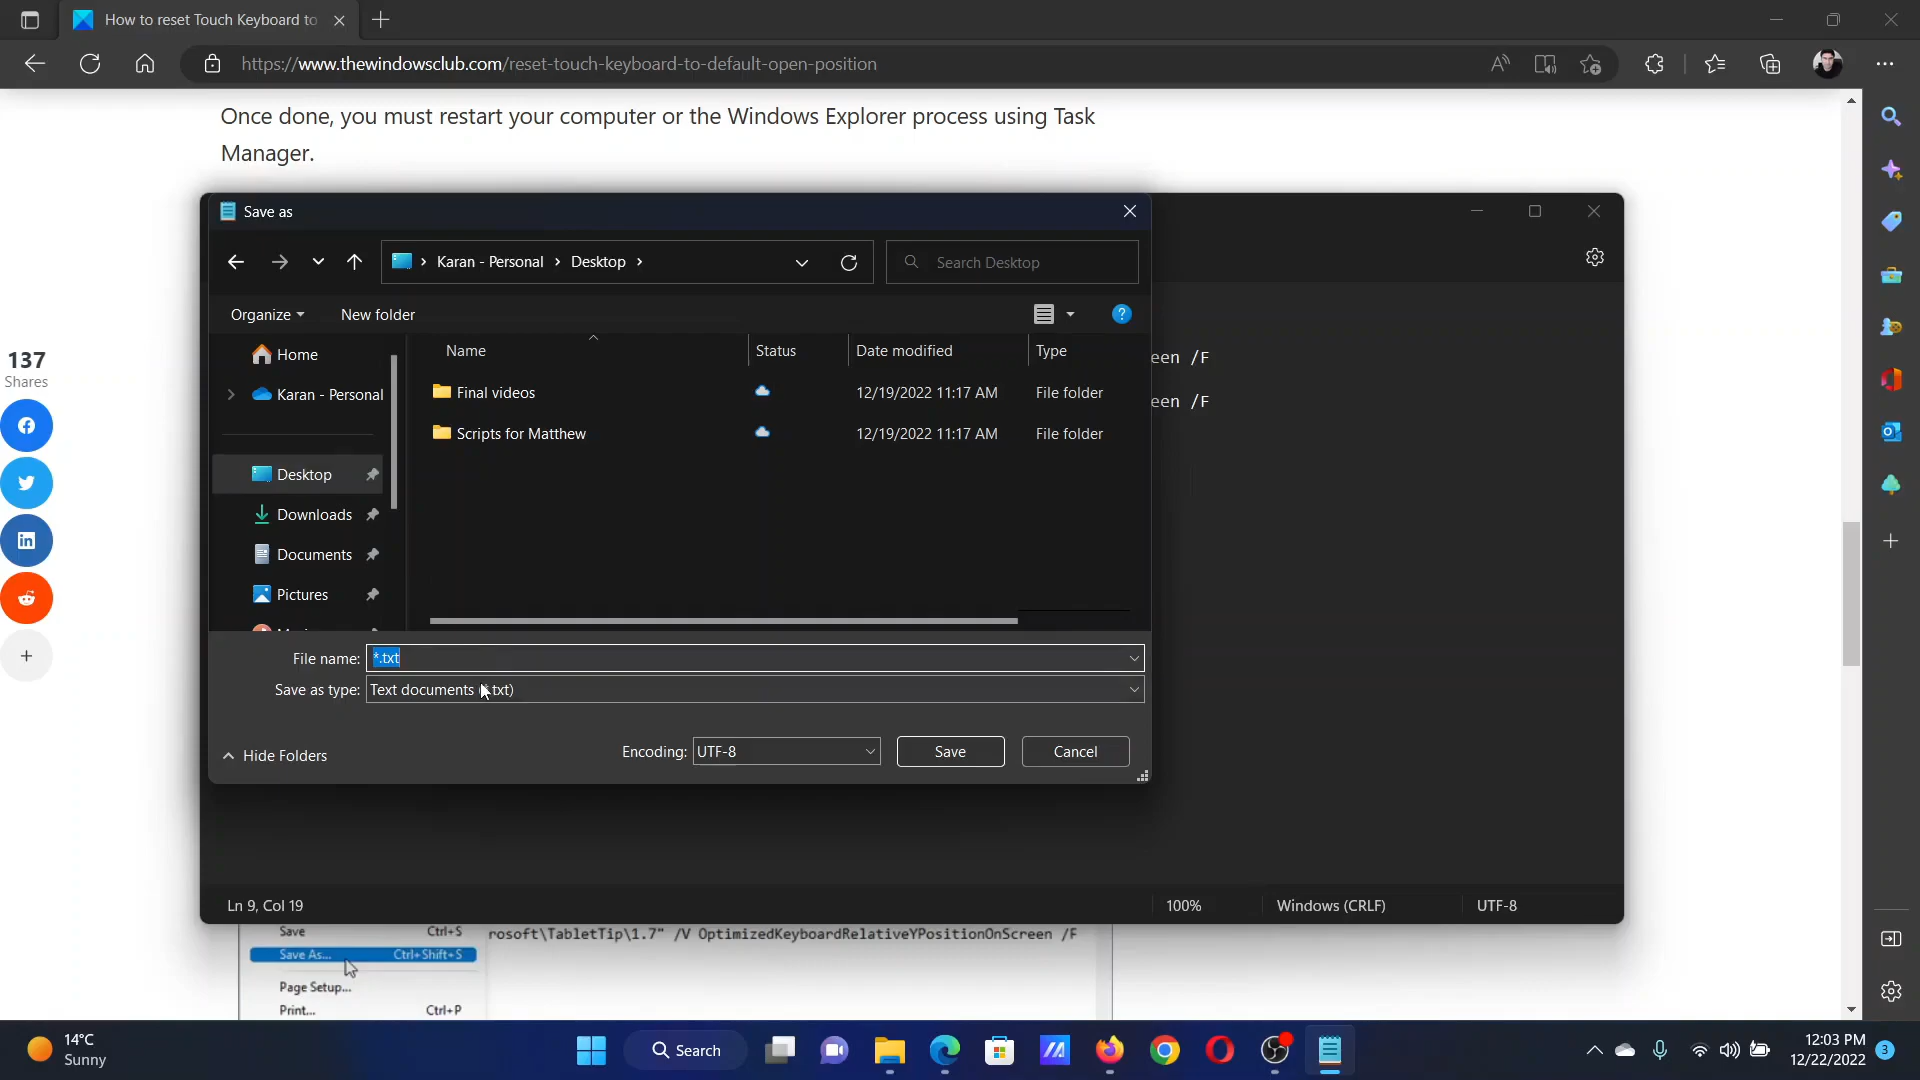 How to reset Touch Keyboard to
https://www.thewindowsclub.com/reset-touch-keyboard-to-default-open-position
Once done, you must restart your computer or the Windows Explorer process using Task
Manager.
137
Shares
Save as
Karan - Personal > Desktop >
Search Desktop
Organize
New folder
Name
Status
Date modified
Type
Home
Karan - Personal
Desktop
Downloads
Documents
Pictures
Final videos
12/19/2022 11:17 AM
File folder
Scripts for Matthew
12/19/2022 11:17 AM
File folder
een /F
een /F
File name: *.txt
Save as type: Text documents (*.txt)
Hide Folders
Encoding: UTF-8
Save
Cancel
Ln 9, Col 19
100%
Windows (CRLF)
UTF-8
Save Ctrl+S
rosoft\TabletTip\1.7" /V OptimizedKeyboardRelativeYPositionOnScreen /F
Save As... Ctrl+Shift+S
Page Setup...
Print... Ctrl+P
14°C
Sunny
Search
12:03 PM
12/22/2022
3